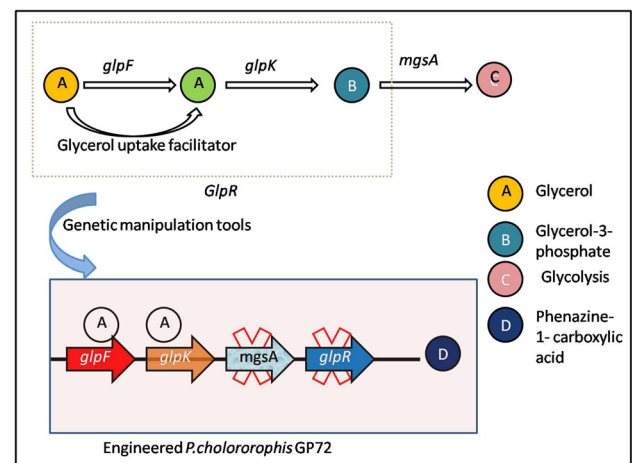 glpF
glpK
mgsA
A
A
B
C
Glycerol uptake facilitator
GlpR
Genetic manipulation tools
A Glycerol
B Glycerol-3-
phosphate
C Glycolysis
D Phenazine-
1- carboxylic
acid
A
A
glpF
glpK
mgsA
glpR
D
Engineered P.chlororophis GP72